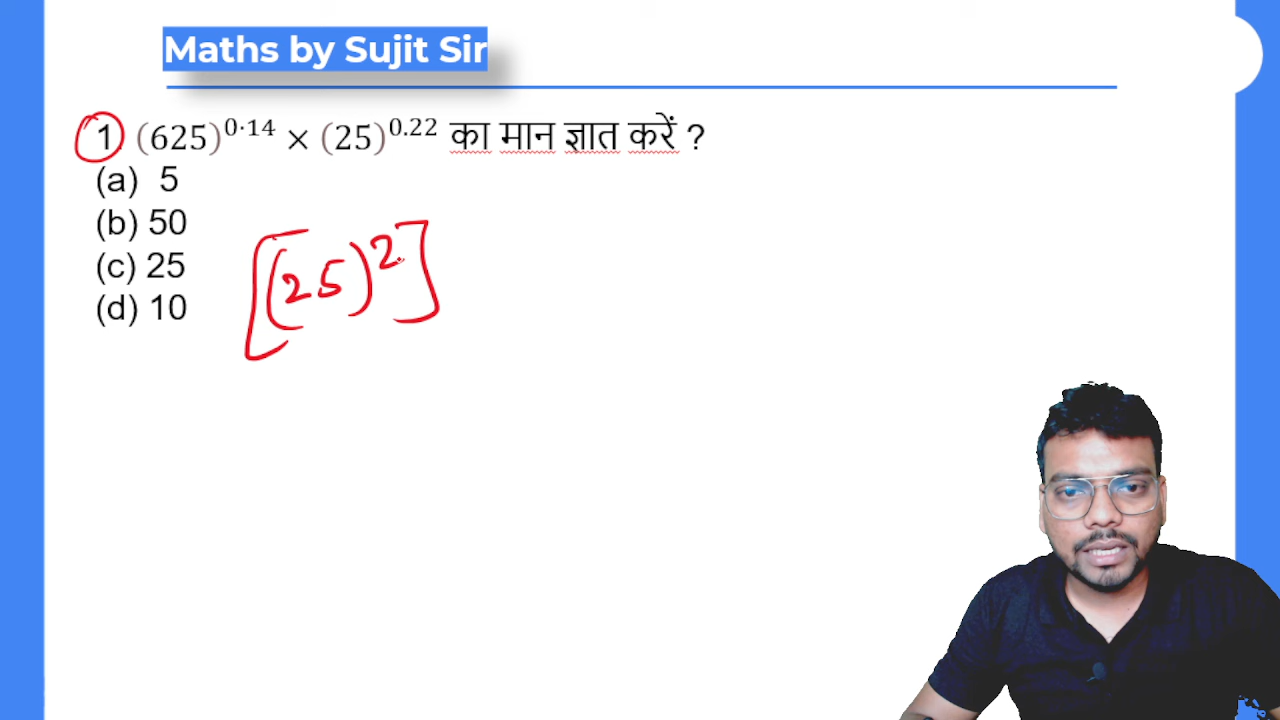 Maths by Sujit Sir
1 (625)^0·14 × (25)^0.22 का मान ज्ञात करें ?
(a) 5
(b) 50
(c) 25
(d) 10
[(25)^2]